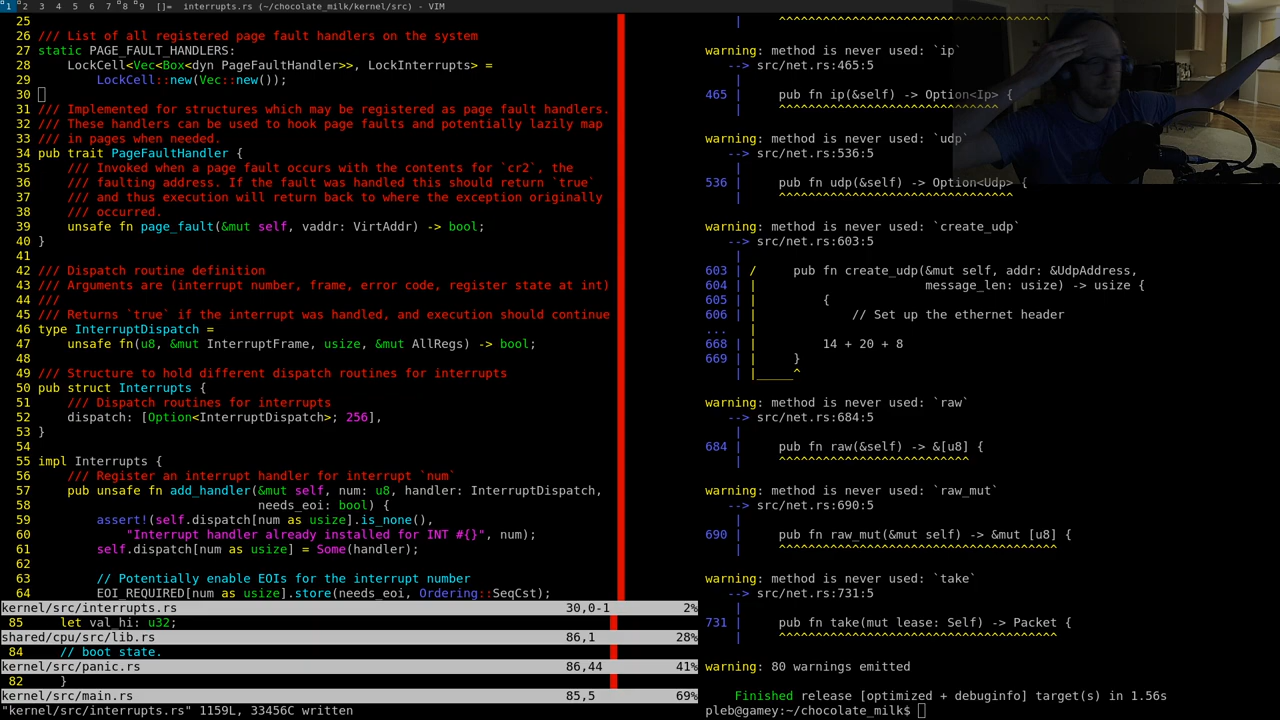 1 2 3 4 5 6 7 8 9 []= interrupts.rs (~/chocolate_milk/kernel/src) - VIM
25
26 /// List of all registered page fault handlers on the system
27 static PAGE_FAULT_HANDLERS:
28     LockCell<Vec<Box<dyn PageFaultHandler>>, LockInterrupts> =
29         LockCell::new(Vec::new());
30
31 /// Implemented for structures which may be registered as page fault handlers.
32 /// These handlers can be used to hook page faults and potentially lazily map
33 /// in pages when needed.
34 pub trait PageFaultHandler {
35     /// Invoked when a page fault occurs with the contents for `cr2`, the
36     /// faulting address. If the fault was handled this should return `true`
37     /// and thus execution will return back to where the exception originally
38     /// occurred.
39     unsafe fn page_fault(&mut self, vaddr: VirtAddr) -> bool;
40 }
41
42 /// Dispatch routine definition
43 /// Arguments are (interrupt number, frame, error code, register state at int)
44 ///
45 /// Returns `true` if the interrupt was handled, and execution should continue
46 type InterruptDispatch =
47     unsafe fn(u8, &mut InterruptFrame, usize, &mut AllRegs) -> bool;
48
49 /// Structure to hold different dispatch routines for interrupts
50 pub struct Interrupts {
51     /// Dispatch routines for interrupts
52     dispatch: [Option<InterruptDispatch>; 256],
53 }
54
55 impl Interrupts {
56     /// Register an interrupt handler for interrupt `num`
57     pub unsafe fn add_handler(&mut self, num: u8, handler: InterruptDispatch,
58                               needs_eoi: bool) {
59         assert!(self.dispatch[num as usize].is_none(),
60             "Interrupt handler already installed for INT #{}", num);
61         self.dispatch[num as usize] = Some(handler);
62
63         // Potentially enable EOIs for the interrupt number
64         EOI_REQUIRED[num as usize].store(needs_eoi, Ordering::SeqCst);
kernel/src/interrupts.rs 30,0-1 2%
85     let val_hi: u32;
shared/cpu/src/lib.rs 86,1 28%
84     // boot state.
kernel/src/panic.rs 86,44 41%
82     }
kernel/src/main.rs 85,5 69%
"kernel/src/interrupts.rs" 1159L, 33456C written
| ^^^^^^^^^^^^^^^^^^^^^^^^^^^^^^^^^^^^^^^^^
warning: method is never used: `ip`
--> src/net.rs:465:5
|
465 |     pub fn ip(&self) -> Option<Ip> {
|     ^^^^^^^^^^^^^^^^^^^^^^^^^^^^^^
warning: method is never used: `udp`
--> src/net.rs:536:5
|
536 |     pub fn udp(&self) -> Option<Udp> {
|     ^^^^^^^^^^^^^^^^^^^^^^^^^^^^^^^^
warning: method is never used: `create_udp`
--> src/net.rs:603:5
|
603 | /     pub fn create_udp(&mut self, addr: &UdpAddress,
604 | |                       message_len: usize) -> usize {
605 | |         {
606 | |             // Set up the ethernet header
... |
668 | |         14 + 20 + 8
669 | |     }
| |_____^
warning: method is never used: `raw`
--> src/net.rs:684:5
|
684 |     pub fn raw(&self) -> &[u8] {
|     ^^^^^^^^^^^^^^^^^^^^^^^^^^
warning: method is never used: `raw_mut`
--> src/net.rs:690:5
|
690 |     pub fn raw_mut(&mut self) -> &mut [u8] {
|     ^^^^^^^^^^^^^^^^^^^^^^^^^^^^^^^^^^^^^^
warning: method is never used: `take`
--> src/net.rs:731:5
|
731 |     pub fn take(mut lease: Self) -> Packet {
|     ^^^^^^^^^^^^^^^^^^^^^^^^^^^^^^^^^^^^^^
warning: 80 warnings emitted
Finished release [optimized + debuginfo] target(s) in 1.56s
pleb@gamey:~/chocolate_milk$